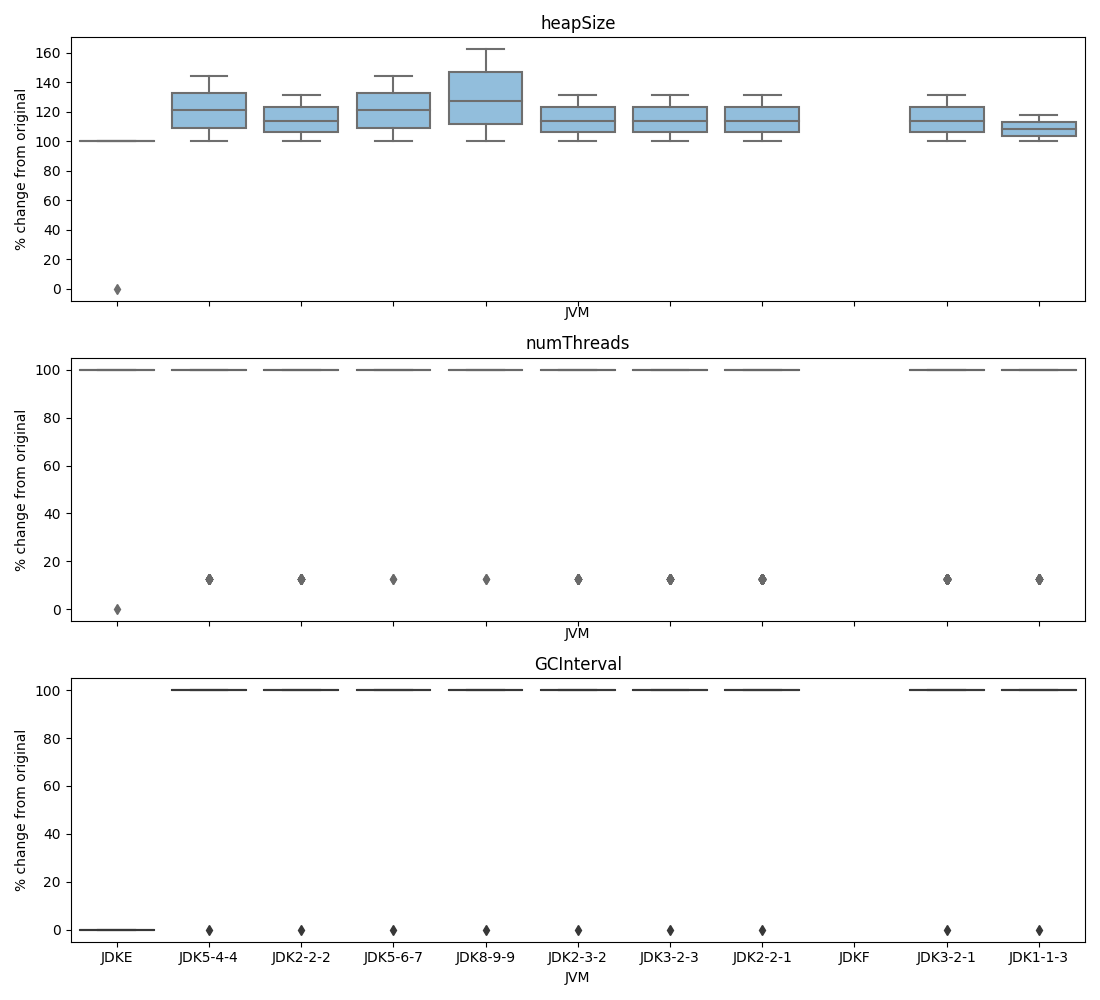 heapSize
% change from original
160
140
120
100
80
60
40
20
0
JVM
numThreads
% change from original
100
80
60
40
20
0
JVM
GCInterval
% change from original
100
80
60
40
20
0
JDKE JDK5-4-4 JDK2-2-2 JDK5-6-7 JDK8-9-9 JDK2-3-2 JDK3-2-3 JDK2-2-1 JDKF JDK3-2-1 JDK1-1-3
JVM